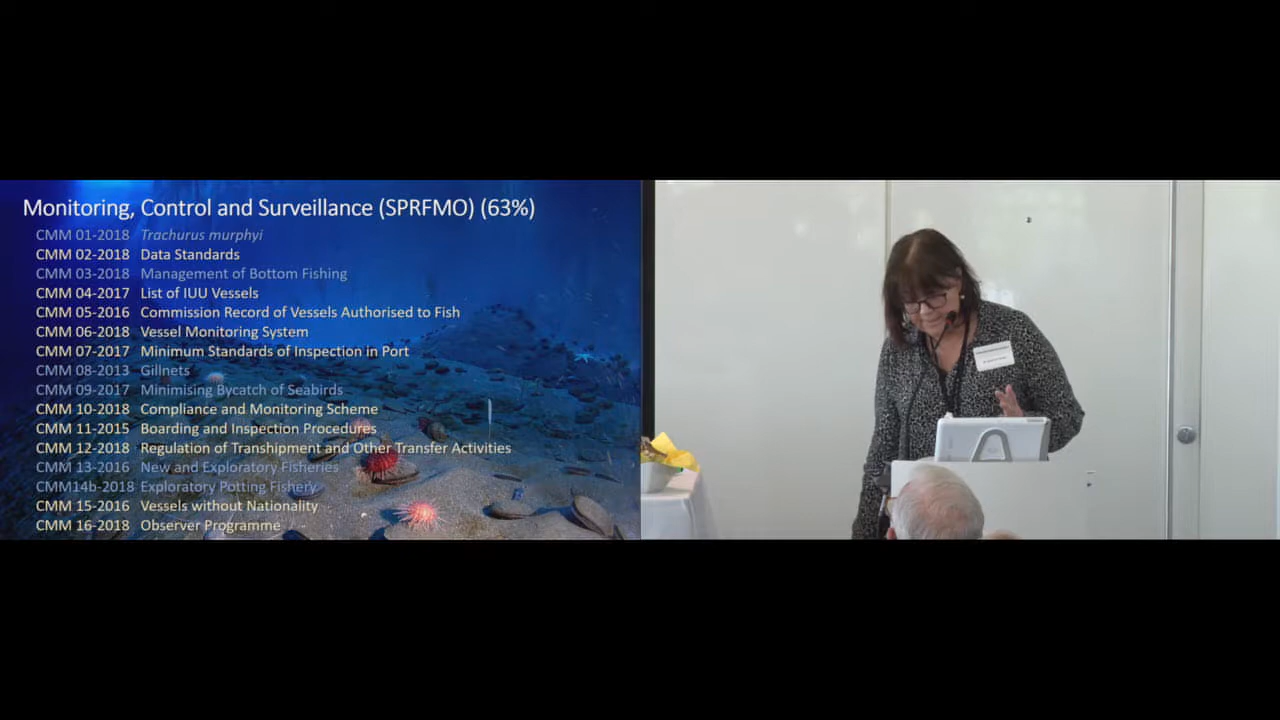 Monitoring, Control and Surveillance (SPRFMO) (63%)
CMM 01-2018 Trachurus murphyi
CMM 02-2018 Data Standards
CMM 03-2018 Management of Bottom Fishing
CMM 04-2017 List of IUU Vessels
CMM 05-2016 Commission Record of Vessels Authorised to Fish
CMM 06-2018 Vessel Monitoring System
CMM 07-2017 Minimum Standards of Inspection in Port
CMM 08-2013 Gillnets
CMM 09-2017 Minimising Bycatch of Seabirds
CMM 10-2018 Compliance and Monitoring Scheme
CMM 11-2015 Boarding and Inspection Procedures
CMM 12-2018 Regulation of Transhipment and Other Transfer Activities
CMM 13-2016 New and Exploratory Fisheries
CMM14b-2018 Exploratory Potting Fishery
CMM 15-2016 Vessels without Nationality
CMM 16-2018 Observer Programme